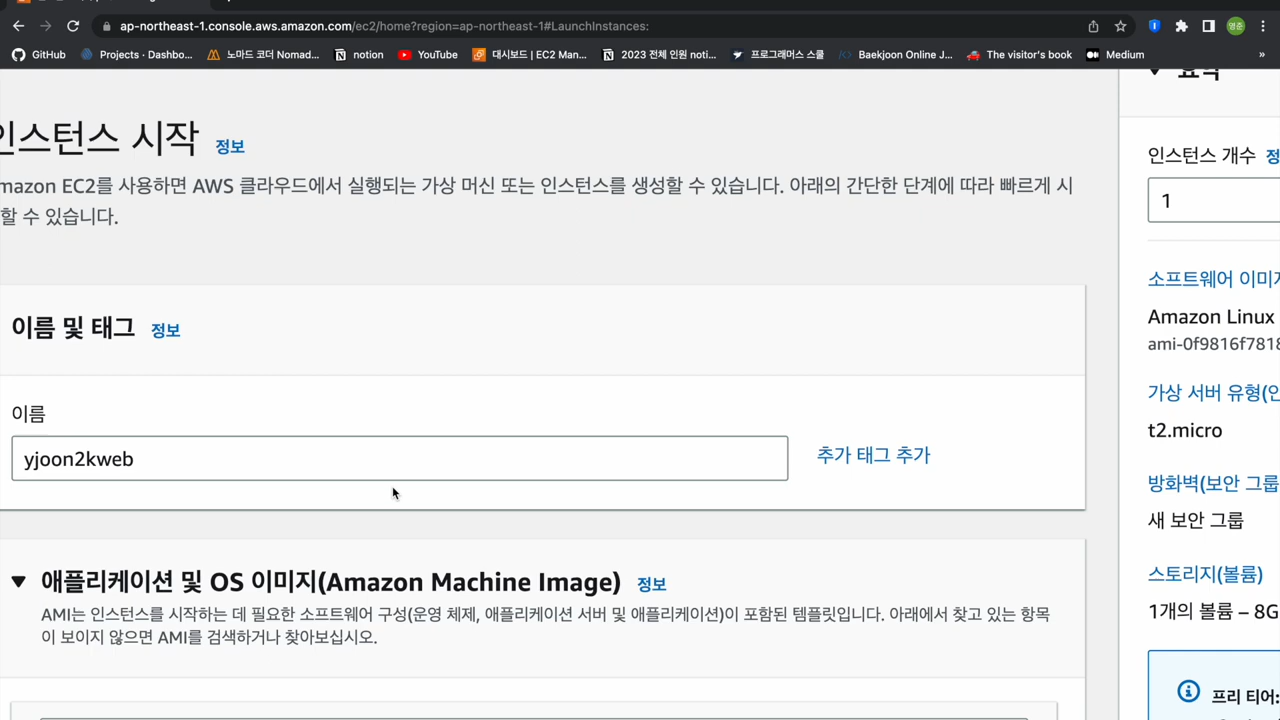 ap-northeast-1.console.aws.amazon.com/ec2/home?region=ap-northeast-1#LaunchInstances:
영준
GitHub
Projects · Dashbo...
노마드 코더 Nomad...
notion
YouTube
대시보드 | EC2 Man...
2023 전체 인원 noti...
프로그래머스 스쿨
Baekjoon Online J...
The visitor's book
Medium
»
인스턴스 시작 정보
mazon EC2를 사용하면 AWS 클라우드에서 실행되는 가상 머신 또는 인스턴스를 생성할 수 있습니다. 아래의 간단한 단계에 따라 빠르게 시
할 수 있습니다.
이름 및 태그 정보
이름
yjoon2kweb
추가 태그 추가
애플리케이션 및 OS 이미지(Amazon Machine Image) 정보
AMI는 인스턴스를 시작하는 데 필요한 소프트웨어 구성(운영 체제, 애플리케이션 서버 및 애플리케이션)이 포함된 템플릿입니다. 아래에서 찾고 있는 항목
이 보이지 않으면 AMI를 검색하거나 찾아보십시오.
요약
인스턴스 개수 정
1
소프트웨어 이미지
Amazon Linux
ami-0f9816f7818
가상 서버 유형(인
t2.micro
방화벽(보안 그룹
새 보안 그룹
스토리지(볼륨)
1개의 볼륨 – 8G
프리 티어: